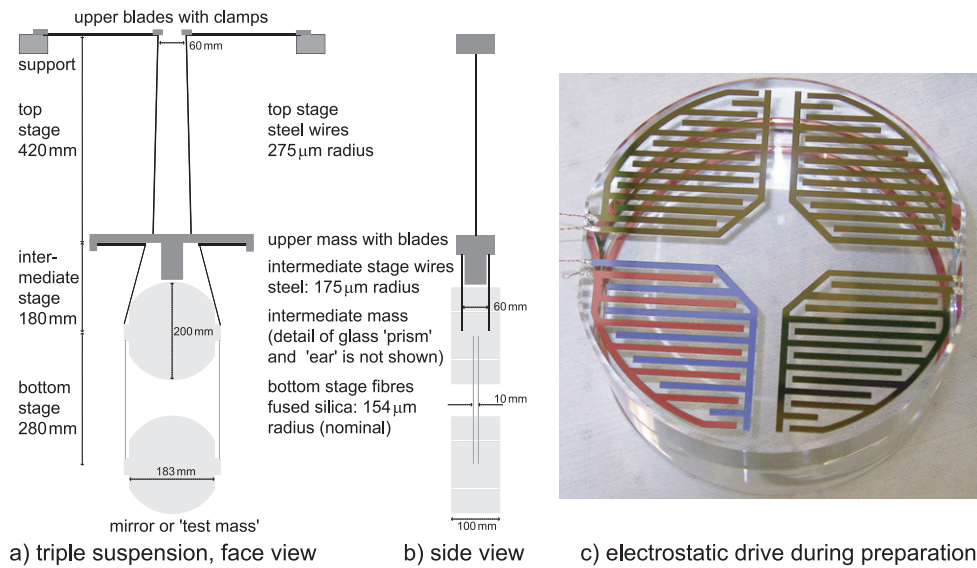 upper blades with clamps
60 mm
support
top
stage
420 mm
top stage
steel wires
275 μm radius
upper mass with blades
inter-
mediate
stage
180 mm
intermediate stage wires
steel: 175 μm radius
60 mm
200 mm
intermediate mass
(detail of glass 'prism'
and 'ear' is not shown)
bottom
stage
280 mm
bottom stage fibres
fused silica: 154 μm
radius (nominal)
10 mm
183 mm
mirror or 'test mass'
100 mm
a) triple suspension, face view
b) side view
c) electrostatic drive during preparation